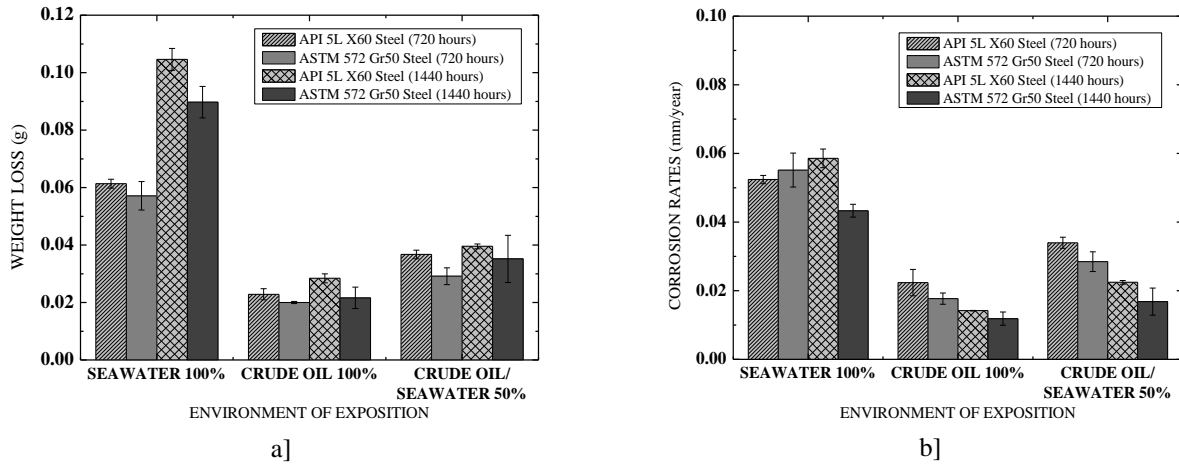 0.12
0.10
0.08
0.06
0.04
0.02
0.00
WEIGHT LOSS (g)
API 5L X60 Steel (720 hours)
ASTM 572 Gr50 Steel (720 hours)
API 5L X60 Steel (1440 hours)
ASTM 572 Gr50 Steel (1440 hours)
SEAWATER 100%
CRUDE OIL 100%
CRUDE OIL/
SEAWATER 50%
ENVIRONMENT OF EXPOSITION
a]
0.10
0.08
0.06
0.04
0.02
0.00
CORROSION RATES (mm/year)
API 5L X60 Steel (720 hours)
ASTM 572 Gr50 Steel (720 hours)
API 5L X60 Steel (1440 hours)
ASTM 572 Gr50 Steel (1440 hours)
SEAWATER 100%
CRUDE OIL 100%
CRUDE OIL/
SEAWATER 50%
ENVIRONMENT OF EXPOSITION
b]